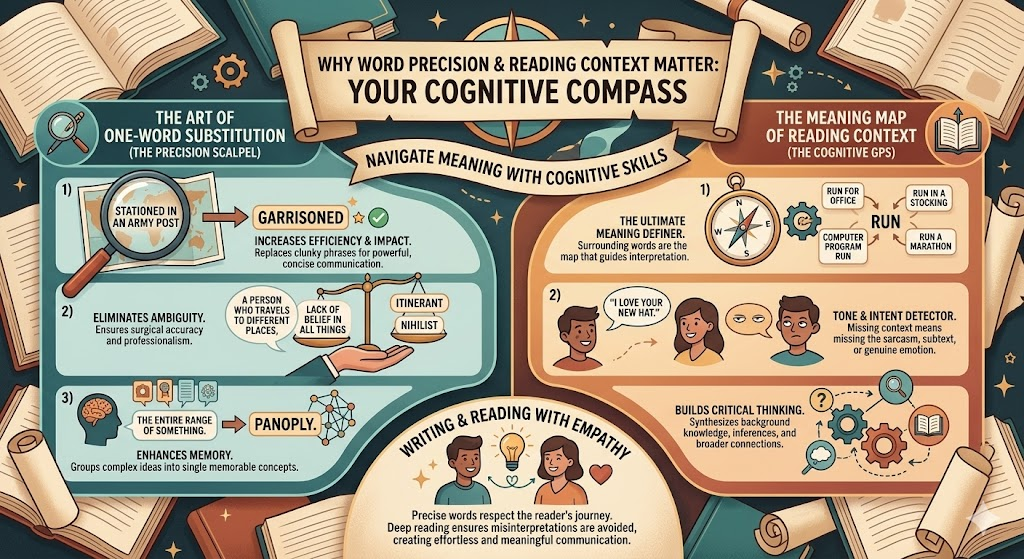 WHY WORD PRECISION & READING CONTEXT MATTER:
YOUR COGNITIVE COMPASS
NAVIGATE MEANING WITH COGNITIVE SKILLS
THE ART OF
ONE-WORD SUBSTITUTION
(THE PRECISION SCALPEL)
1)
STATIONED IN
AN ARMY POST
GARRISONED
INCREASES EFFICIENCY & IMPACT.
Replaces clunky phrases for powerful,
concise communication.
2)
ELIMINATES AMBIGUITY.
Ensures surgical accuracy
and professionalism.
A PERSON
WHO TRAVELS
TO DIFFERENT
PLACES,
LACK OF
BELIEF IN
ALL THINGS
ITINERANT
NIHILIST
3)
THE ENTIRE RANGE
OF SOMETHING.
PANOPLY.
ENHANCES MEMORY.
Groups complex ideas into single memorable concepts.
THE MEANING MAP
OF READING CONTEXT
(THE COGNITIVE GPS)
1)
THE ULTIMATE
MEANING DEFINER.
Surrounding words are the
map that guides interpretation.
N
W
E
S
RUN FOR
OFFICE
RUN IN A
STOCKING
RUN
COMPUTER
PROGRAM
RUN
RUN A
MARATHON
2)
"I LOVE YOUR
NEW HAT."
TONE & INTENT DETECTOR.
Missing context means
missing the sarcasm, subtext,
or genuine emotion.
BUILDS CRITICAL THINKING.
Synthesizes background
knowledge, inferences, and
broader connections.
?
WRITING & READING WITH EMPATHY
Precise words respect the reader's journey.
Deep reading ensures misinterpretations are avoided,
creating effortless and meaningful communication.